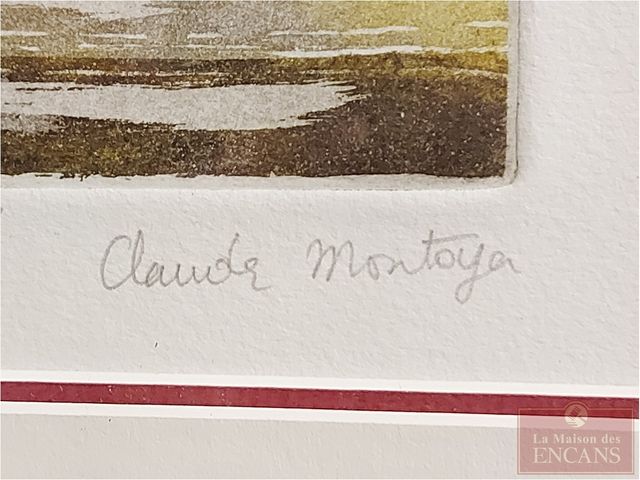 Claude Montoya
La Maison des
ENCANS